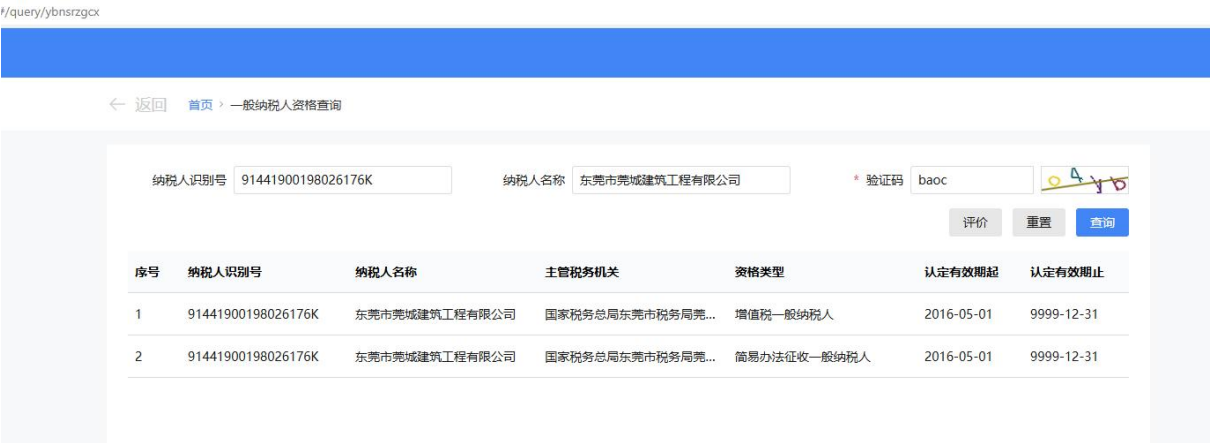 /query/ybnsrzgcx
← 返回 首页 › 一般纳税人资格查询
纳税人识别号 91441900198026176K 纳税人名称 东莞市莞城建筑工程有限公司 * 验证码 baoc o4yb
评价 重置 查询
序号 纳税人识别号 纳税人名称 主管税务机关 资格类型 认定有效期起 认定有效期止
1 91441900198026176K 东莞市莞城建筑工程有限公司 国家税务总局东莞市税务局莞... 增值税一般纳税人 2016-05-01 9999-12-31
2 91441900198026176K 东莞市莞城建筑工程有限公司 国家税务总局东莞市税务局莞... 简易办法征收一般纳税人 2016-05-01 9999-12-31